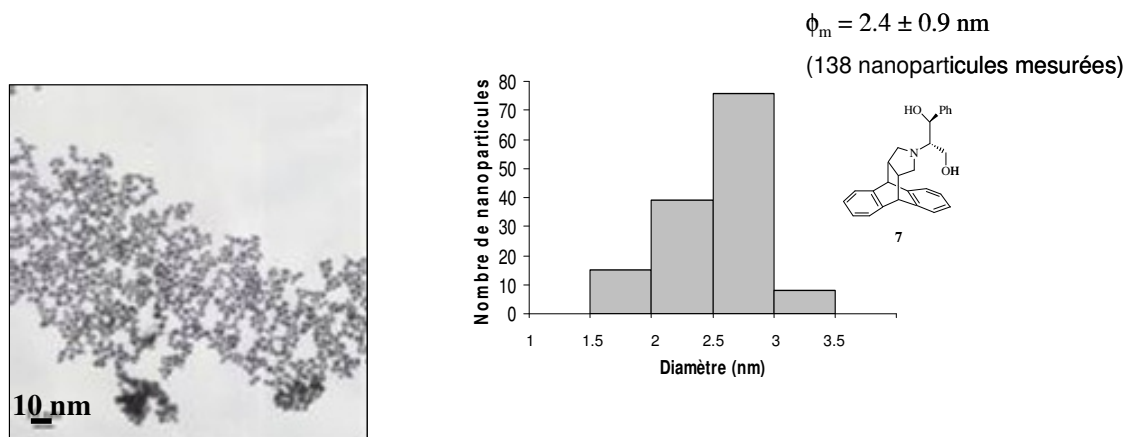 ϕm = 2.4 ± 0.9 nm
(138 nanoparticules mesurées)
80
70
60
50
40
30
20
10
0
Nombre de nanoparticules
1 1.5 2 2.5 3 3.5
Diamètre (nm)
HO Ph
N
OH
7
10 nm